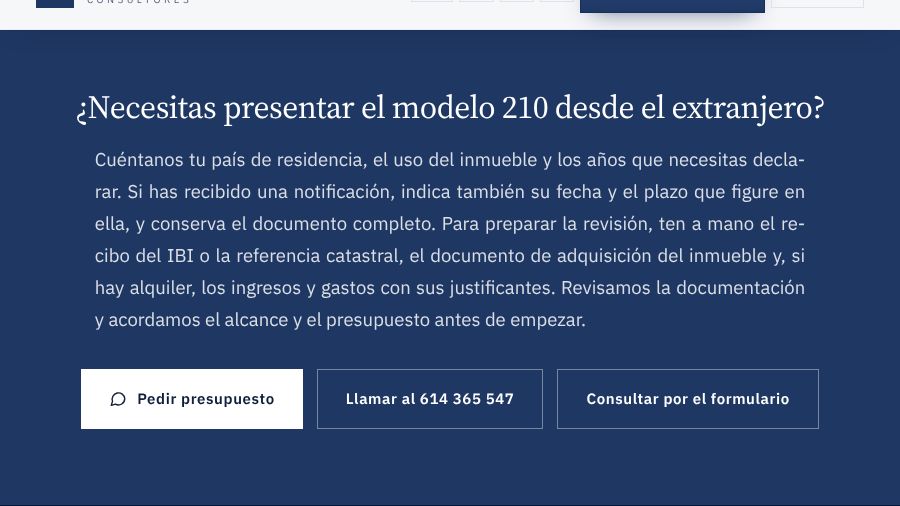 CONSULTORES
¿Necesitas presentar el modelo 210 desde el extranjero?
Cuéntanos tu país de residencia, el uso del inmueble y los años que necesitas decla-
rar. Si has recibido una notificación, indica también su fecha y el plazo que figure en
ella, y conserva el documento completo. Para preparar la revisión, ten a mano el re-
cibo del IBI o la referencia catastral, el documento de adquisición del inmueble y, si
hay alquiler, los ingresos y gastos con sus justificantes. Revisamos la documentación
y acordamos el alcance y el presupuesto antes de empezar.
Pedir presupuesto
Llamar al 614 365 547
Consultar por el formulario